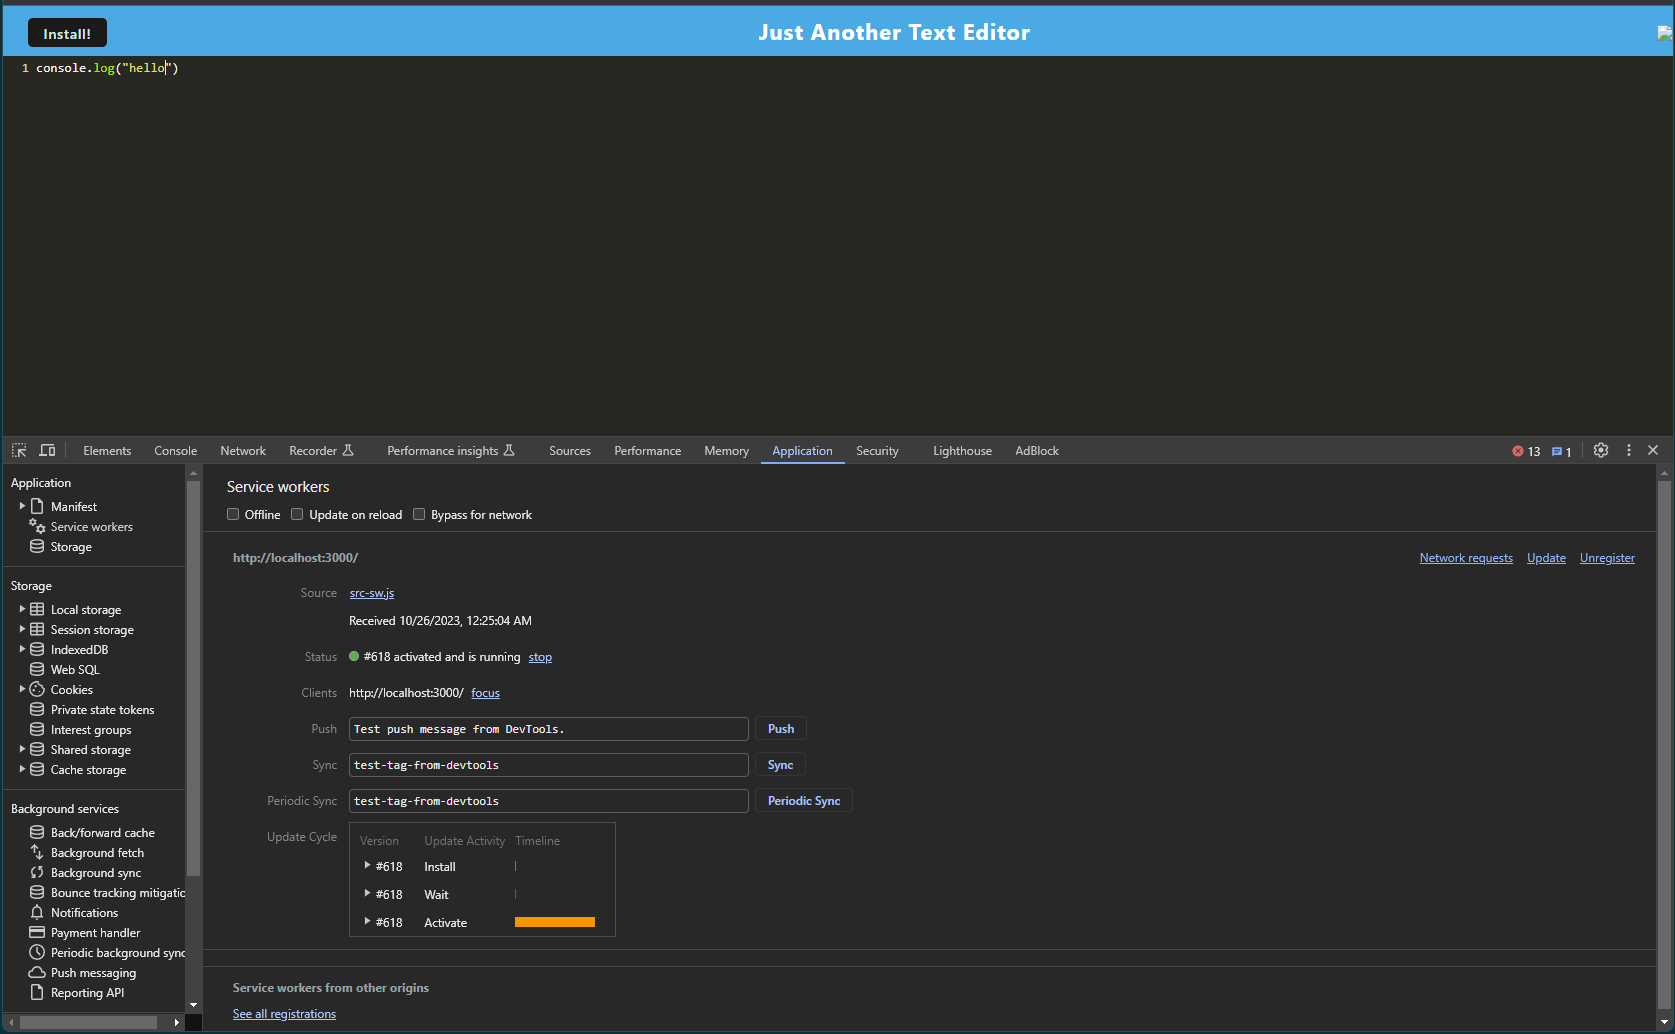 Install!
Just Another Text Editor
1 console.log("hello")
Elements Console Network Recorder Performance insights Sources Performance Memory Application Security Lighthouse AdBlock 13 1
Application
Manifest
Service workers
Storage
Storage
Local storage
Session storage
IndexedDB
Web SQL
Cookies
Private state tokens
Interest groups
Shared storage
Cache storage
Background services
Back/forward cache
Background fetch
Background sync
Bounce tracking mitigatio
Notifications
Payment handler
Periodic background sync
Push messaging
Reporting API
Service workers
Offline Update on reload Bypass for network
http://localhost:3000/ Network requests Update Unregister
Source src-sw.js
Received 10/26/2023, 12:25:04 AM
Status #618 activated and is running stop
Clients http://localhost:3000/ focus
Push Test push message from DevTools. Push
Sync test-tag-from-devtools Sync
Periodic Sync test-tag-from-devtools Periodic Sync
Update Cycle Version Update Activity Timeline
#618 Install
#618 Wait
#618 Activate
Service workers from other origins
See all registrations